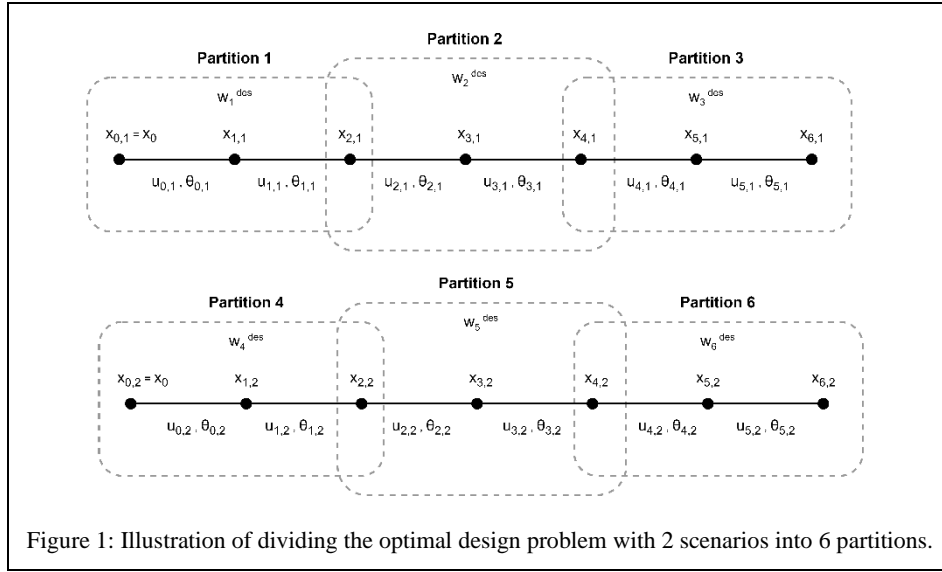 Partition 2
Partition 1
Partition 3
w₂ᵈᵉˢ
w₁ᵈᵉˢ
w₃ᵈᵉˢ
x₀,₁ = x₀ x₁,₁ x₂,₁ x₃,₁ x₄,₁ x₅,₁ x₆,₁
u₀,₁ , θ₀,₁ u₁,₁ , θ₁,₁ u₂,₁ , θ₂,₁ u₃,₁ , θ₃,₁ u₄,₁ , θ₄,₁ u₅,₁ , θ₅,₁
Partition 5
Partition 4
Partition 6
w₅ᵈᵉˢ
w₄ᵈᵉˢ
w₆ᵈᵉˢ
x₀,₂ = x₀ x₁,₂ x₂,₂ x₃,₂ x₄,₂ x₅,₂ x₆,₂
u₀,₂ , θ₀,₂ u₁,₂ , θ₁,₂ u₂,₂ , θ₂,₂ u₃,₂ , θ₃,₂ u₄,₂ , θ₄,₂ u₅,₂ , θ₅,₂
Figure 1: Illustration of dividing the optimal design problem with 2 scenarios into 6 partitions.